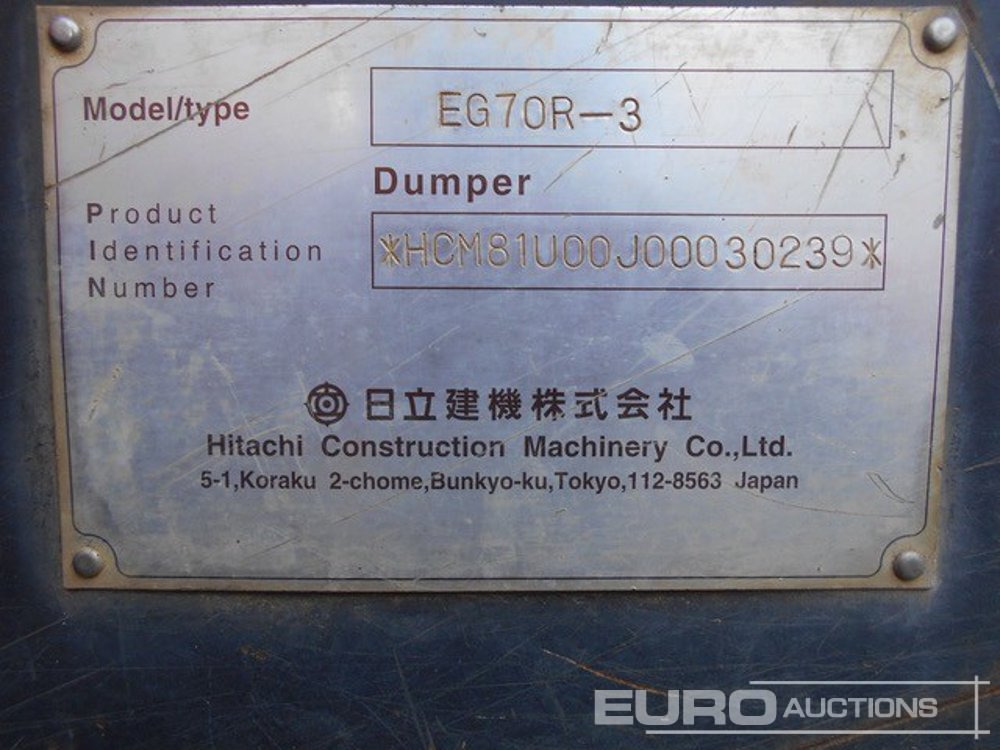 Model/type EG70R-3
Dumper
Product
Identification
Number
*HCM81U00J00030239*
日立建機株式会社
Hitachi Construction Machinery Co.,Ltd.
5-1,Koraku 2-chome,Bunkyo-ku,Tokyo,112-8563 Japan
EURO AUCTIONS